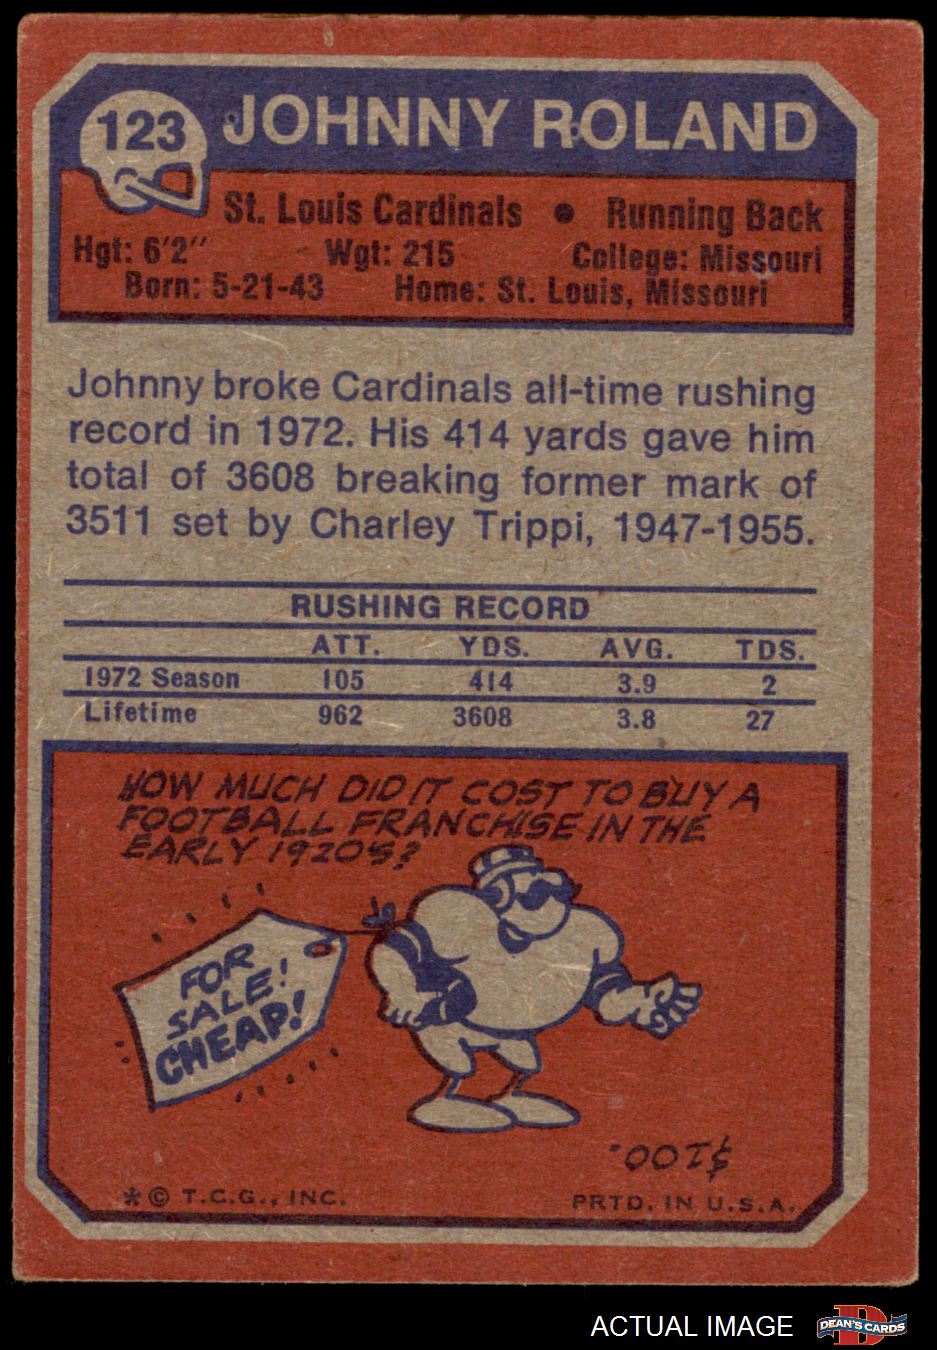 123 JOHNNY ROLAND
St. Louis Cardinals • Running Back
Hgt: 6'2" Wgt: 215 College: Missouri
Born: 5-21-43 Home: St. Louis, Missouri
Johnny broke Cardinals all-time rushing
record in 1972. His 414 yards gave him
total of 3608 breaking former mark of
3511 set by Charley Trippi, 1947-1955.
RUSHING RECORD
ATT. YDS. AVG. TDS.
1972 Season 105 414 3.9 2
Lifetime 962 3608 3.8 27
HOW MUCH DID IT COST TO BUY A
FOOTBALL FRANCHISE IN THE
EARLY 1920'S?
FOR
SALE!
CHEAP!
$100.
* © T.C.G., INC. PRTD. IN U.S.A.
ACTUAL IMAGE DEAN'S CARDS